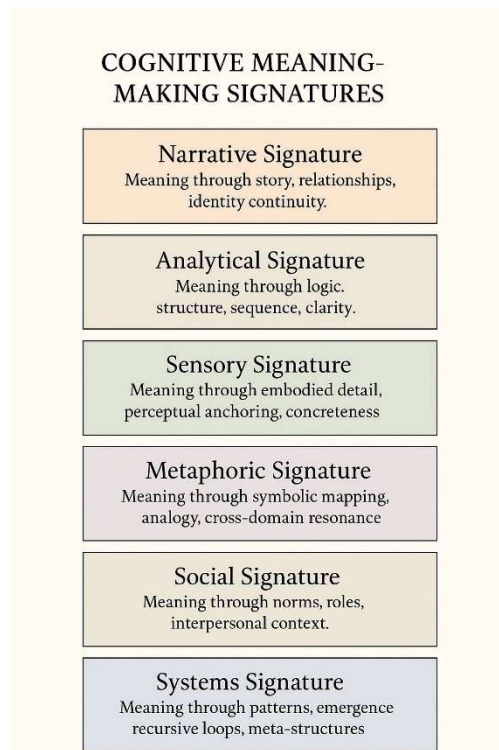 COGNITIVE MEANING-
MAKING SIGNATURES
Narrative Signature
Meaning through story, relationships,
identity continuity.
Analytical Signature
Meaning through logic.
structure, sequence, clarity.
Sensory Signature
Meaning through embodied detail,
perceptual anchoring, concreteness
Metaphoric Signature
Meaning through symbolic mapping,
analogy, cross-domain resonance
Social Signature
Meaning through norms, roles,
interpersonal context.
Systems Signature
Meaning through patterns, emergence
recursive loops, meta-structures